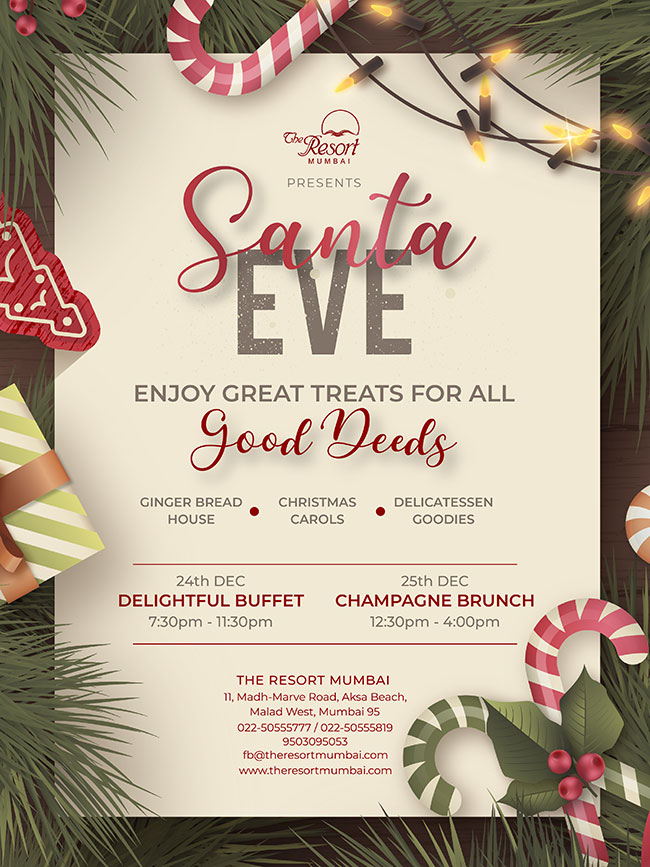 The Resort
MUMBAI
PRESENTS
Santa
EVE
ENJOY GREAT TREATS FOR ALL
Good Deeds
GINGER BREAD
HOUSE
CHRISTMAS
CAROLS
DELICATESSEN
GOODIES
24th DEC
DELIGHTFUL BUFFET
7:30pm - 11:30pm
25th DEC
CHAMPAGNE BRUNCH
12:30pm - 4:00pm
THE RESORT MUMBAI
11, Madh-Marve Road, Aksa Beach,
Malad West, Mumbai 95
022-50555777 / 022-50555819
9503095053
fb@theresortmumbai.com
www.theresortmumbai.com